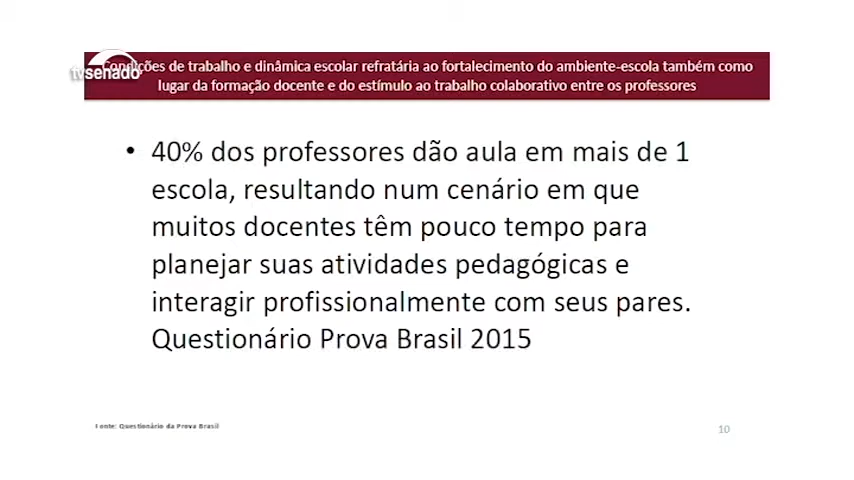 Condições de trabalho e dinâmica escolar refratária ao fortalecimento do ambiente-escola também como
lugar da formação docente e do estímulo ao trabalho colaborativo entre os professores
tvsenado
• 40% dos professores dão aula em mais de 1
escola, resultando num cenário em que
muitos docentes têm pouco tempo para
planejar suas atividades pedagógicas e
interagir profissionalmente com seus pares.
Questionário Prova Brasil 2015
Fonte: Questionário da Prova Brasil
10